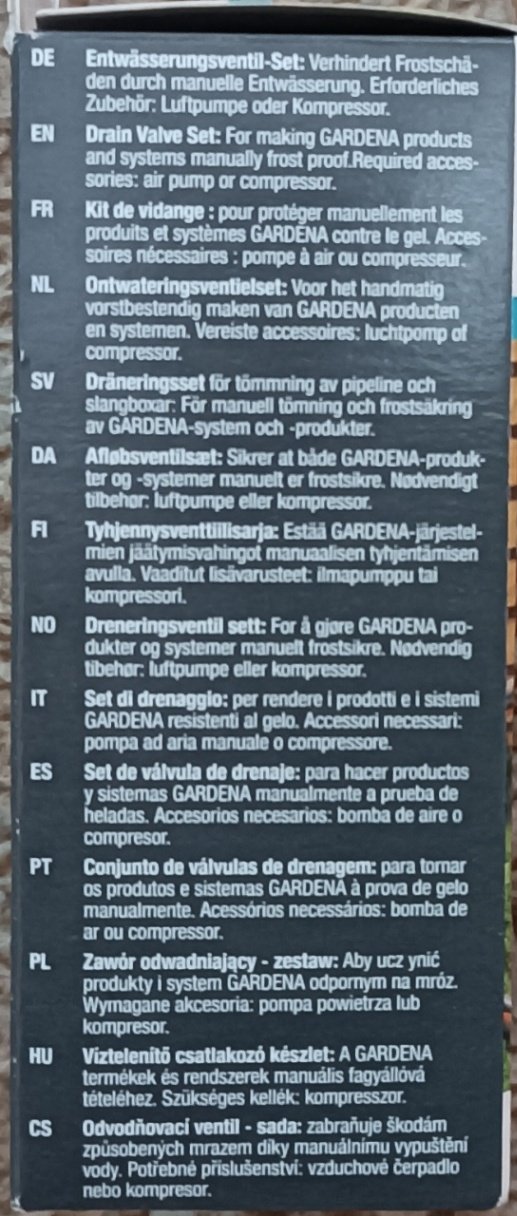 DE Entwässerungsventil-Set: Verhindert Frostschä-
den durch manuelle Entwässerung. Erforderliches
Zubehör: Luftpumpe oder Kompressor.
EN Drain Valve Set: For making GARDENA products
and systems manually frost proof.Required acces-
sories: air pump or compressor.
FR Kit de vidange : pour protéger manuellement les
produits et systèmes GARDENA contre le gel. Acces-
soires nécessaires : pompe à air ou compresseur.
NL Ontwateringsventielset: Voor het handmatig
vorstbestendig maken van GARDENA producten
en systemen. Vereiste accessoires: luchtpomp of
compressor.
SV Dräneringsset för tömmning av pipeline och
slangboxar. För manuell tömning och frostsäkring
av GARDENA-system och -produkter.
DA Afløbsventilsæt: Sikrer at både GARDENA-produk-
ter og -systemer manuelt er frostsikre. Nødvendigt
tilbehør: luftpumpe eller kompressor.
FI Tyhjennysventtiilisarja: Estää GARDENA-järjestel-
mien jäätymisvahingot manuaalisen tyhjentämisen
avulla. Vaaditut lisävarusteet: ilmapumppu tai
kompressori.
NO Dreneringsventil sett: For å gjøre GARDENA pro-
dukter og systemer manuelt frostsikre. Nødvendig
tibehør: luftpumpe eller kompressor.
IT Set di drenaggio: per rendere i prodotti e i sistemi
GARDENA resistenti al gelo. Accessori necessari:
pompa ad aria manuale o compressore.
ES Set de válvula de drenaje: para hacer productos
y sistemas GARDENA manualmente a prueba de
heladas. Accesorios necesarios: bomba de aire o
compresor.
PT Conjunto de válvulas de drenagem: para tornar
os produtos e sistemas GARDENA à prova de gelo
manualmente. Acessórios necessários: bomba de
ar ou compressor.
PL Zawór odwadniający - zestaw: Aby ucz ynić
produkty i system GARDENA odpornym na mróz.
Wymagane akcesoria: pompa powietrza lub
kompresor.
HU Víztelenítő csatlakozó készlet: A GARDENA
termékek és rendszerek manuális fagyállóvá
tételéhez. Szükséges kellék: kompresszor.
CS Odvodňovací ventil - sada: zabraňuje škodám
způsobených mrazem díky manuálnímu vypuštění
vody. Potřebné příslušenství: vzduchové čerpadlo
nebo kompresor.